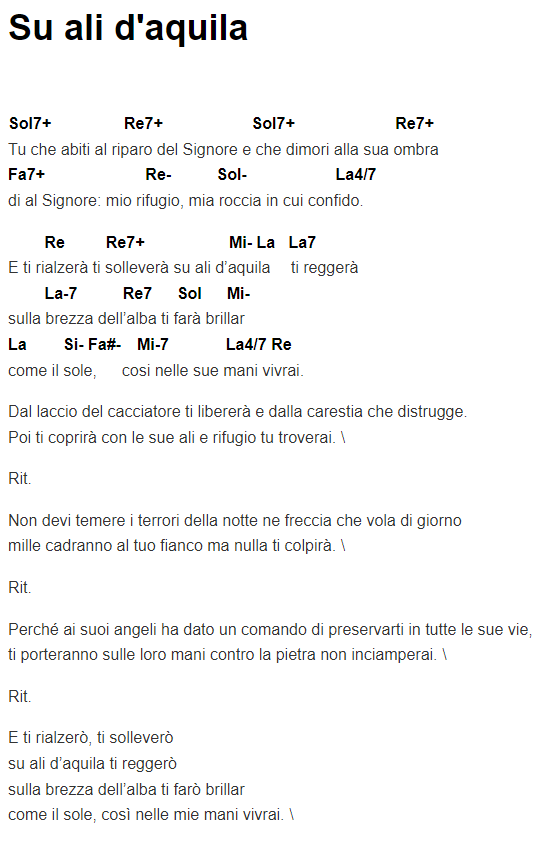 Su ali d'aquila
Sol7+ Re7+ Sol7+ Re7+
Tu che abiti al riparo del Signore e che dimori alla sua ombra
Fa7+ Re- Sol- La4/7
di al Signore: mio rifugio, mia roccia in cui confido.
Re Re7+ Mi- La La7
E ti rialzerà ti solleverà su ali d’aquila ti reggerà
La-7 Re7 Sol Mi-
sulla brezza dell’alba ti farà brillar
La Si- Fa#- Mi-7 La4/7 Re
come il sole, cosi nelle sue mani vivrai.
Dal laccio del cacciatore ti libererà e dalla carestia che distrugge.
Poi ti coprirà con le sue ali e rifugio tu troverai. \
Rit.
Non devi temere i terrori della notte ne freccia che vola di giorno
mille cadranno al tuo fianco ma nulla ti colpirà. \
Rit.
Perché ai suoi angeli ha dato un comando di preservarti in tutte le sue vie,
ti porteranno sulle loro mani contro la pietra non inciamperai. \
Rit.
E ti rialzerò, ti solleverò
su ali d’aquila ti reggerò
sulla brezza dell’alba ti farò brillar
come il sole, così nelle mie mani vivrai. \